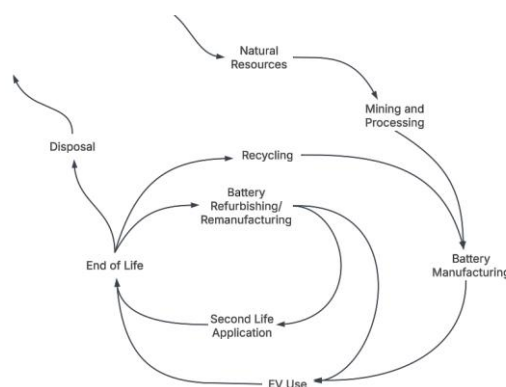 Natural
Resources
Mining and
Processing
Disposal
Recycling
Battery
Refurbishing/
Remanufacturing
End of Life
Battery
Manufacturing
Second Life
Application
EV Use